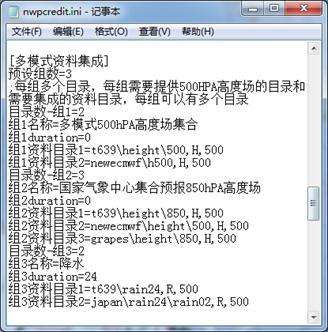 nwpcredit.ini - 记事本
文件(F) 编辑(E) 格式(O) 查看(V) 帮助(H)
[多模式资料集成]
预设组数=3
;每组多个目录，每组需要提供500HPA高度场的目录和
需要集成的资料目录，每组可以有多个目录
目录数-组1=2
组1名称=多模式500hPA高度场集合
组1duration=0
组1资料目录1=t639\height\500,H,500
组1资料目录2=newecmwf\h500,H,500
目录数-组2=3
组2名称=国家气象中心集合预报850hPA高度场
组2duration=0
组2资料目录1=t639\height\850,H,500
组2资料目录2=newecmwf\height\500,H,500
组2资料目录3=grapes\height\850,H,500
目录数-组3=2
组3名称=降水
组3duration=24
组3资料目录1=t639\rain24,R,500
组3资料目录2=japan\rain24\rain02,R,500